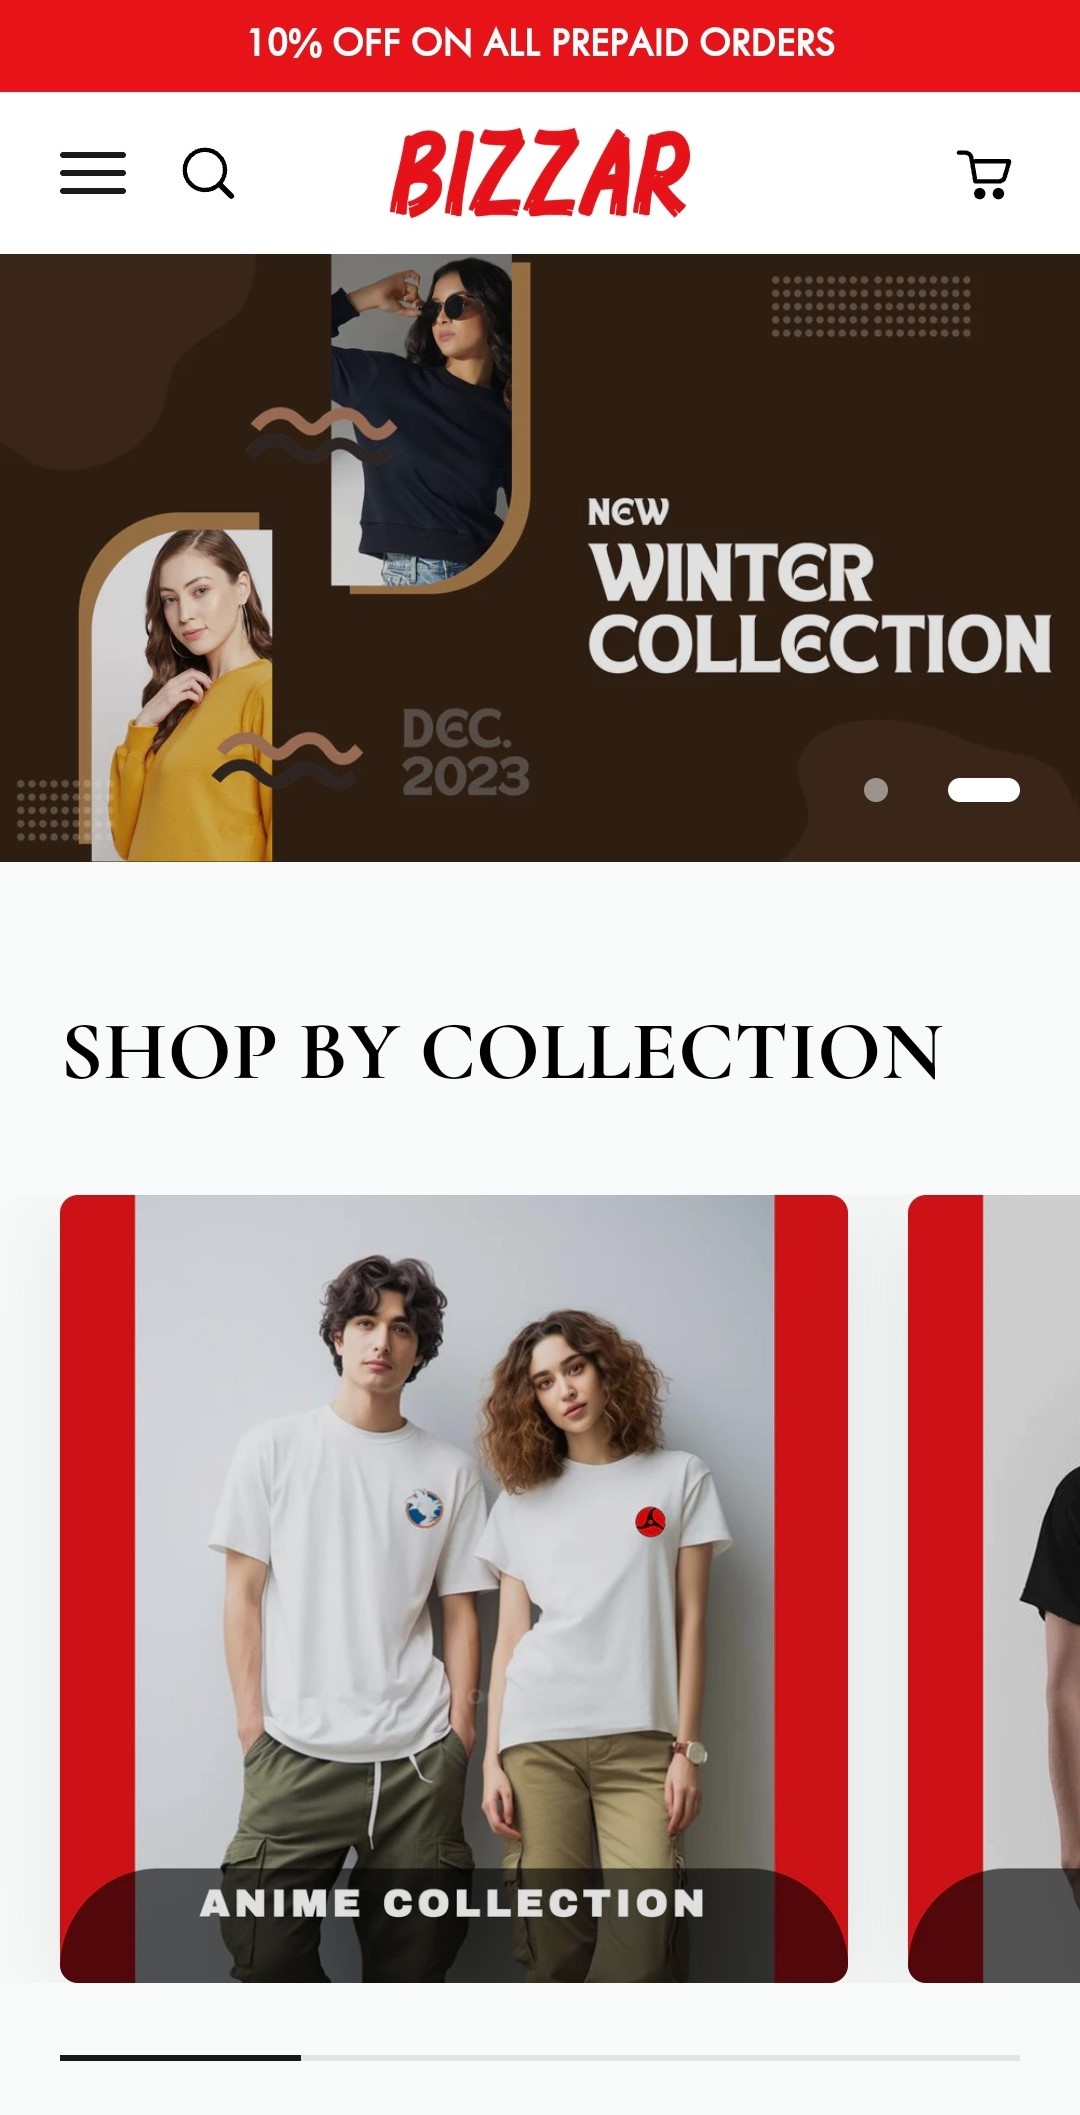 10% OFF ON ALL PREPAID ORDERS
BIZZAR
NEW
WINTER
COLLECTION
DEC.
2023
SHOP BY COLLECTION
ANIME COLLECTION